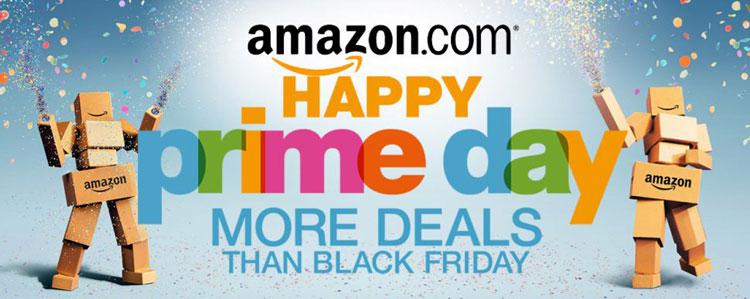 amazon.com®
HAPPY
prime day
MORE DEALS
THAN BLACK FRIDAY
amazon
amazon